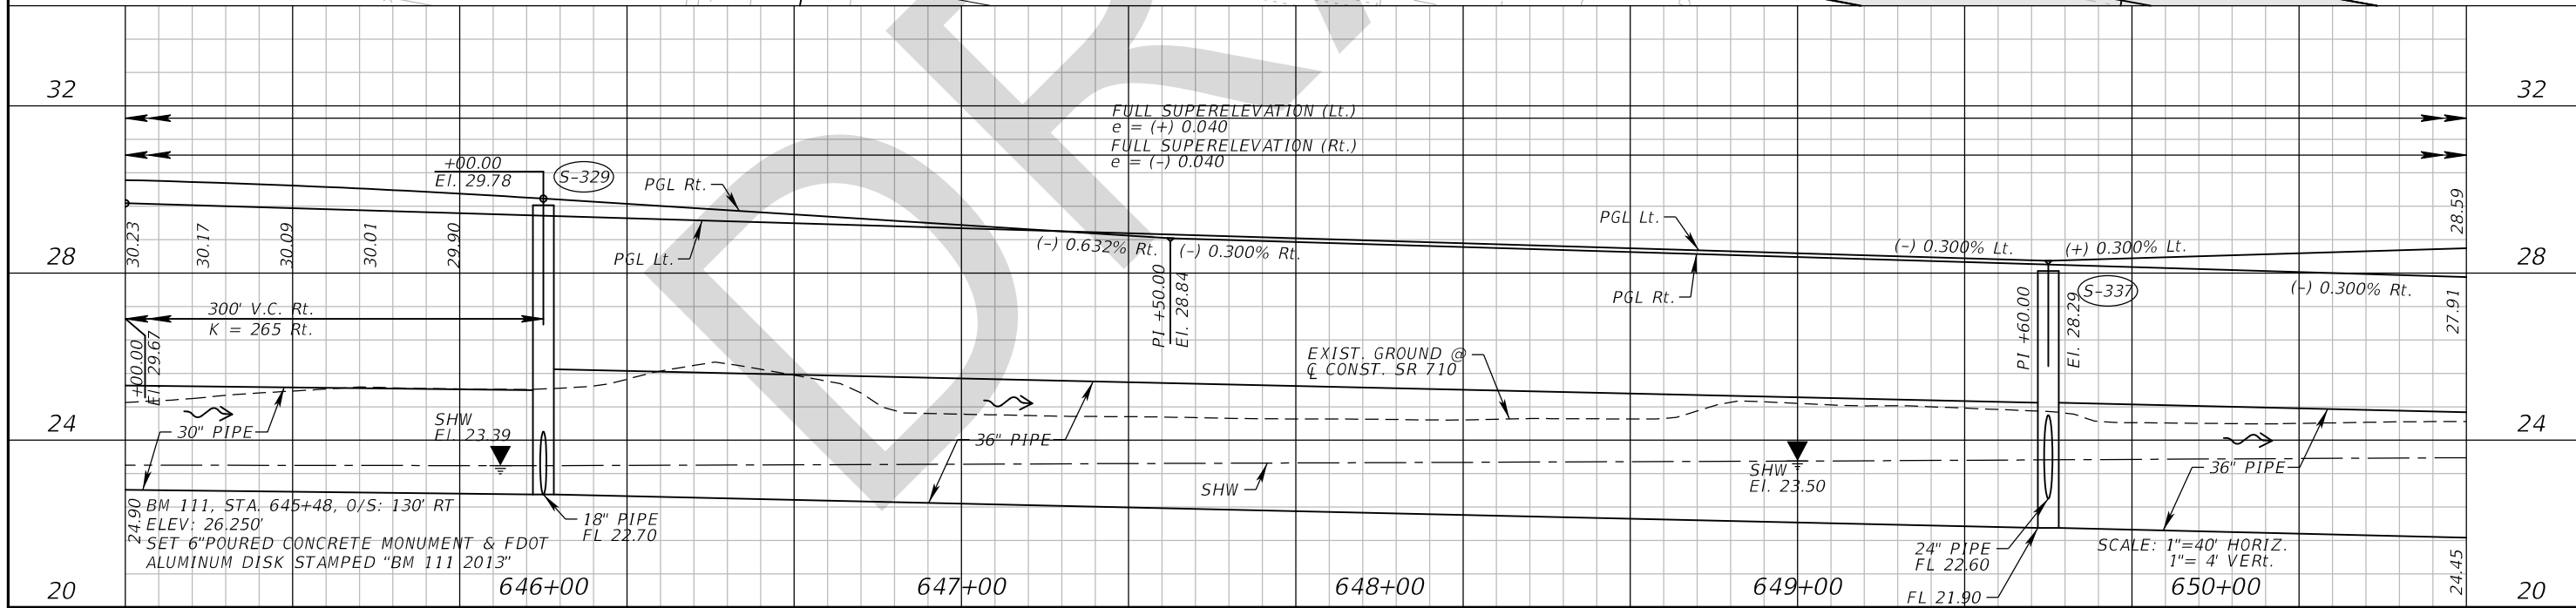 32
32
28
28
24
24
20
20
FULL SUPERELEVATION (Lt.)
e = (+) 0.040
FULL SUPERELEVATION (Rt.)
e = (-) 0.040
+00.00
El. 29.78
S-329
PGL Rt.
PGL Lt.
30.23
30.17
30.09
30.01
29.90
300' V.C. Rt.
K = 265 Rt.
+00.00
El. 29.67
(-) 0.632% Rt.
(-) 0.300% Rt.
PI +50.00
El. 28.84
PGL Lt.
PGL Rt.
(-) 0.300% Lt.
(+) 0.300% Lt.
28.59
S-337
PI +60.00
El. 28.29
(-) 0.300% Rt.
27.91
EXIST. GROUND @
℄ CONST. SR 710
30" PIPE
SHW
El. 23.39
36" PIPE
SHW
SHW
El. 23.50
36" PIPE
24.90
BM 111, STA. 645+48, O/S: 130' RT
ELEV: 26.250'
SET 6"POURED CONCRETE MONUMENT & FDOT
ALUMINUM DISK STAMPED "BM 111 2013"
18" PIPE
FL 22.70
24" PIPE
FL 22.60
FL 21.90
SCALE: 1"=40' HORIZ.
1"= 4' VERt.
24.45
646+00
647+00
648+00
649+00
650+00